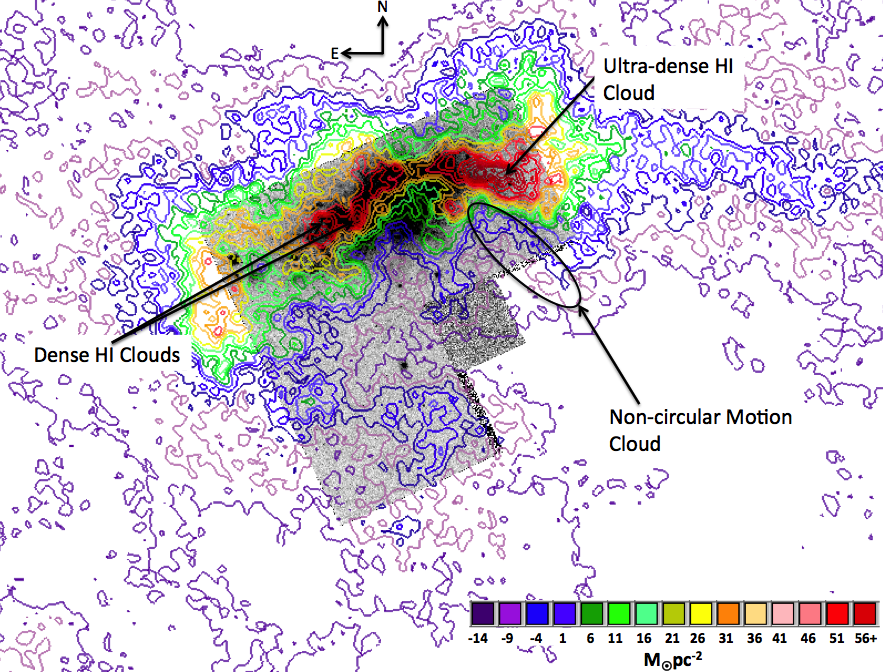 N
E
Ultra-dense HI
Cloud
Dense HI Clouds
Non-circular Motion
Cloud
-14 -9 -4 1 6 11 16 21 26 31 36 41 46 51 56+
M⊙pc⁻²